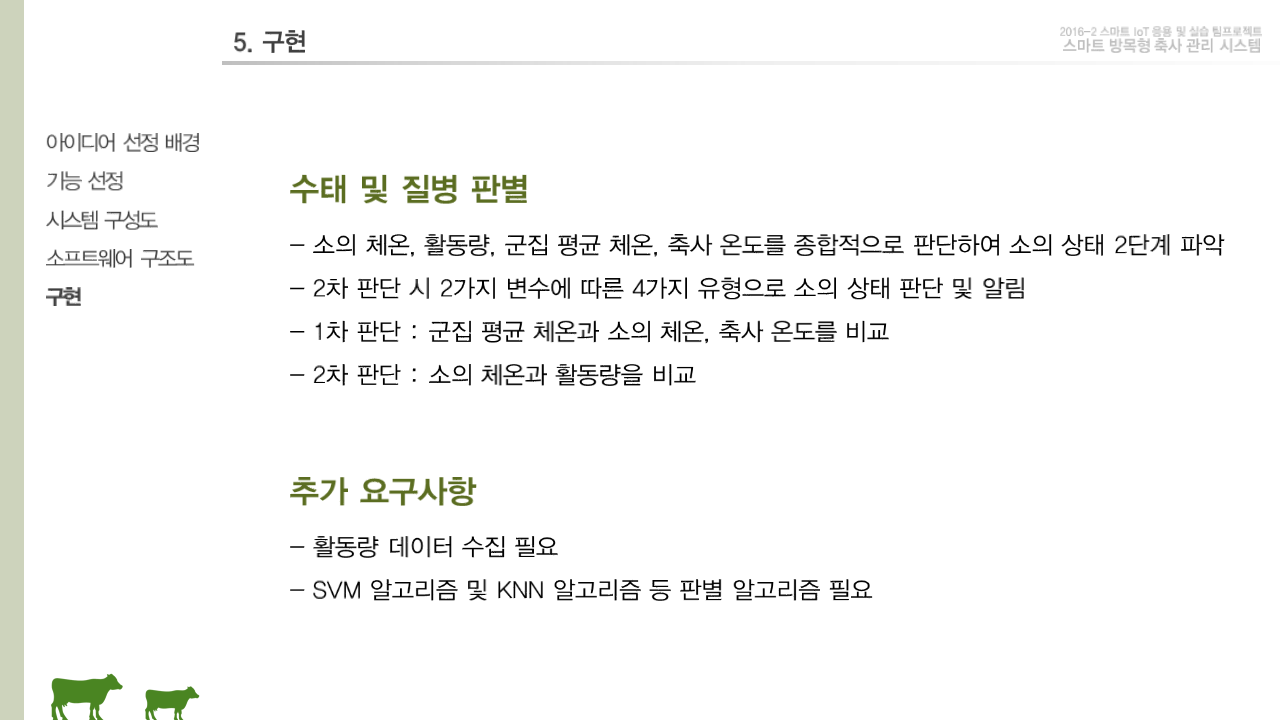 5. 구현
2016-2 스마트 IoT 응용 및 실습 팀프로젝트
스마트 방목형 축사 관리 시스템
아이디어 선정 배경
기능 선정
시스템 구성도
소프트웨어 구조도
구현
수태 및 질병 판별
- 소의 체온, 활동량, 군집 평균 체온, 축사 온도를 종합적으로 판단하여 소의 상태 2단계 파악
- 2차 판단 시 2가지 변수에 따른 4가지 유형으로 소의 상태 판단 및 알림
- 1차 판단 : 군집 평균 체온과 소의 체온, 축사 온도를 비교
- 2차 판단 : 소의 체온과 활동량을 비교
추가 요구사항
- 활동량 데이터 수집 필요
- SVM 알고리즘 및 KNN 알고리즘 등 판별 알고리즘 필요